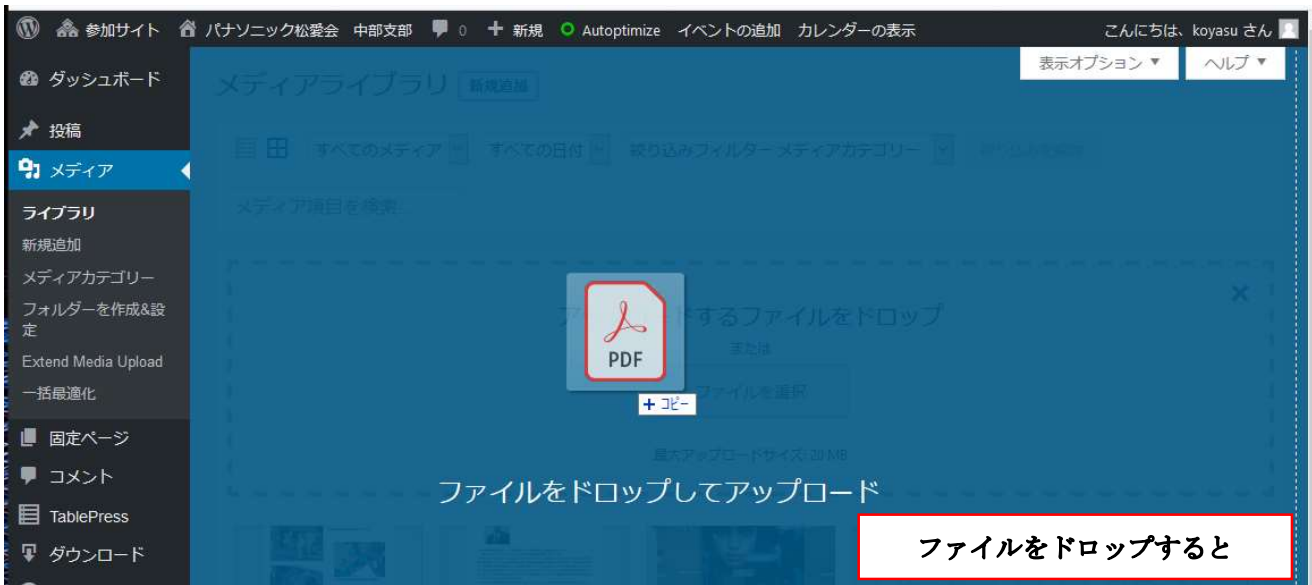 参加サイト パナソニック松愛会 中部支部 0 + 新規 Autoptimize イベントの追加 カレンダーの表示 こんにちは、koyasu さん
表示オプション ▼ ヘルプ ▼
ダッシュボード
投稿
メディア
ライブラリ
新規追加
メディアカテゴリー
フォルダーを作成&設
定
Extend Media Upload
一括最適化
固定ページ
コメント
TablePress
ダウンロード
メディアライブラリ 新規追加
すべてのメディア すべての日付 絞り込みフィルター メディアカテゴリー
メディア項目を検索...
ドするファイルをドロップ
または
ファイルを選択
最大アップロードサイズ: 20 MB
PDF
+ コピー
ファイルをドロップしてアップロード
ファイルをドロップすると